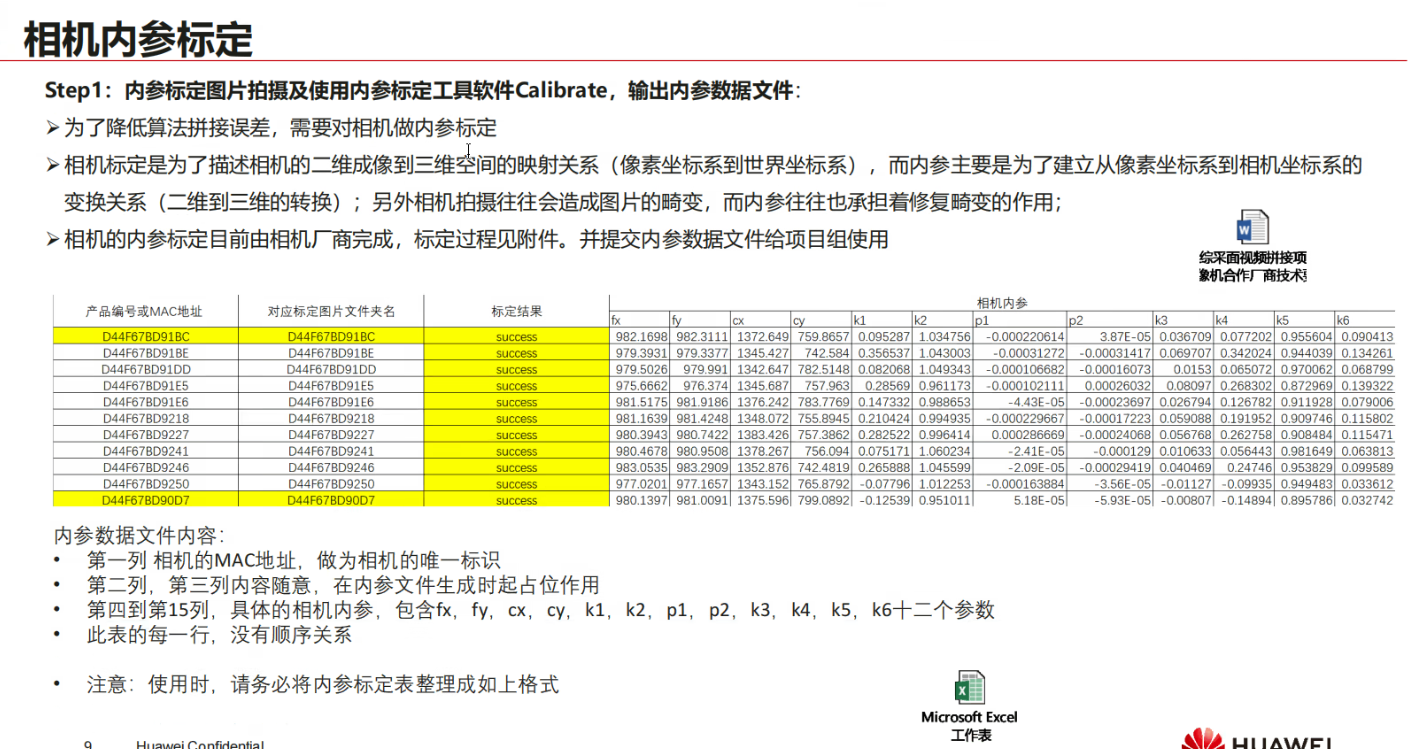 相机内参标定
Step1：内参标定图片拍摄及使用内参标定工具软件Calibrate，输出内参数据文件：
➢为了降低算法拼接误差，需要对相机做内参标定
➢相机标定是为了描述相机的二维成像到三维空间的映射关系（像素坐标系到世界坐标系），而内参主要是为了建立从像素坐标系到相机坐标系的
变换关系（二维到三维的转换）；另外相机拍摄往往会造成图片的畸变，而内参往往也承担着修复畸变的作用；
➢相机的内参标定目前由相机厂商完成，标定过程见附件。并提交内参数据文件给项目组使用
综采面视频拼接项
象机合作厂商技术
产品编号或MAC地址 对应标定图片文件夹名 标定结果 相机内参
fx fy cx cy k1 k2 p1 p2 k3 k4 k5 k6
D44F67BD91BC D44F67BD91BC success 982.1698 982.3111 1372.649 759.8657 0.095287 1.034756 -0.000220614 3.87E-05 0.036709 0.077202 0.955604 0.090413
D44F67BD91BE D44F67BD91BE success 979.3931 979.3377 1345.427 742.584 0.356537 1.043003 -0.00031272 -0.00031417 0.069707 0.342024 0.944039 0.134261
D44F67BD91DD D44F67BD91DD success 979.5026 979.991 1342.647 782.5148 0.082068 1.049343 -0.000106682 -0.00016073 0.0153 0.065072 0.970062 0.068799
D44F67BD91E5 D44F67BD91E5 success 975.6662 976.374 1345.687 757.963 0.28569 0.961173 -0.000102111 0.00026032 0.08097 0.268302 0.872969 0.139322
D44F67BD91E6 D44F67BD91E6 success 981.5175 981.9186 1376.242 783.7769 0.147332 0.988653 -4.43E-05 -0.00023697 0.026794 0.126782 0.911928 0.079006
D44F67BD9218 D44F67BD9218 success 981.1639 981.4248 1348.072 755.8945 0.210424 0.994935 -0.000229667 -0.00017223 0.059088 0.191952 0.909746 0.115802
D44F67BD9227 D44F67BD9227 success 980.3943 980.7422 1383.426 757.3862 0.282522 0.996414 0.000286669 -0.00024068 0.056768 0.262758 0.908484 0.115471
D44F67BD9241 D44F67BD9241 success 980.4678 980.9508 1378.267 756.094 0.075171 1.060234 -2.41E-05 -0.000129 0.010633 0.056443 0.981649 0.063813
D44F67BD9246 D44F67BD9246 success 983.0535 983.2909 1352.876 742.4819 0.265888 1.045599 -2.09E-05 -0.00029419 0.040469 0.24746 0.953829 0.099589
D44F67BD9250 D44F67BD9250 success 977.0201 977.1657 1343.152 765.8792 -0.07796 1.012253 -0.000163884 -3.56E-05 -0.01127 -0.09935 0.949483 0.033612
D44F67BD90D7 D44F67BD90D7 success 980.1397 981.0091 1375.596 799.0892 -0.12539 0.951011 5.18E-05 -5.93E-05 -0.00807 -0.14894 0.895786 0.032742
内参数据文件内容：
• 第一列 相机的MAC地址，做为相机的唯一标识
• 第二列，第三列内容随意，在内参文件生成时起占位作用
• 第四到第15列，具体的相机内参，包含fx，fy，cx，cy，k1，k2，p1，p2，k3，k4，k5，k6十二个参数
• 此表的每一行，没有顺序关系
• 注意：使用时，请务必将内参标定表整理成如上格式
Microsoft Excel
工作表
9 Huawei Confidential
HUAWEI